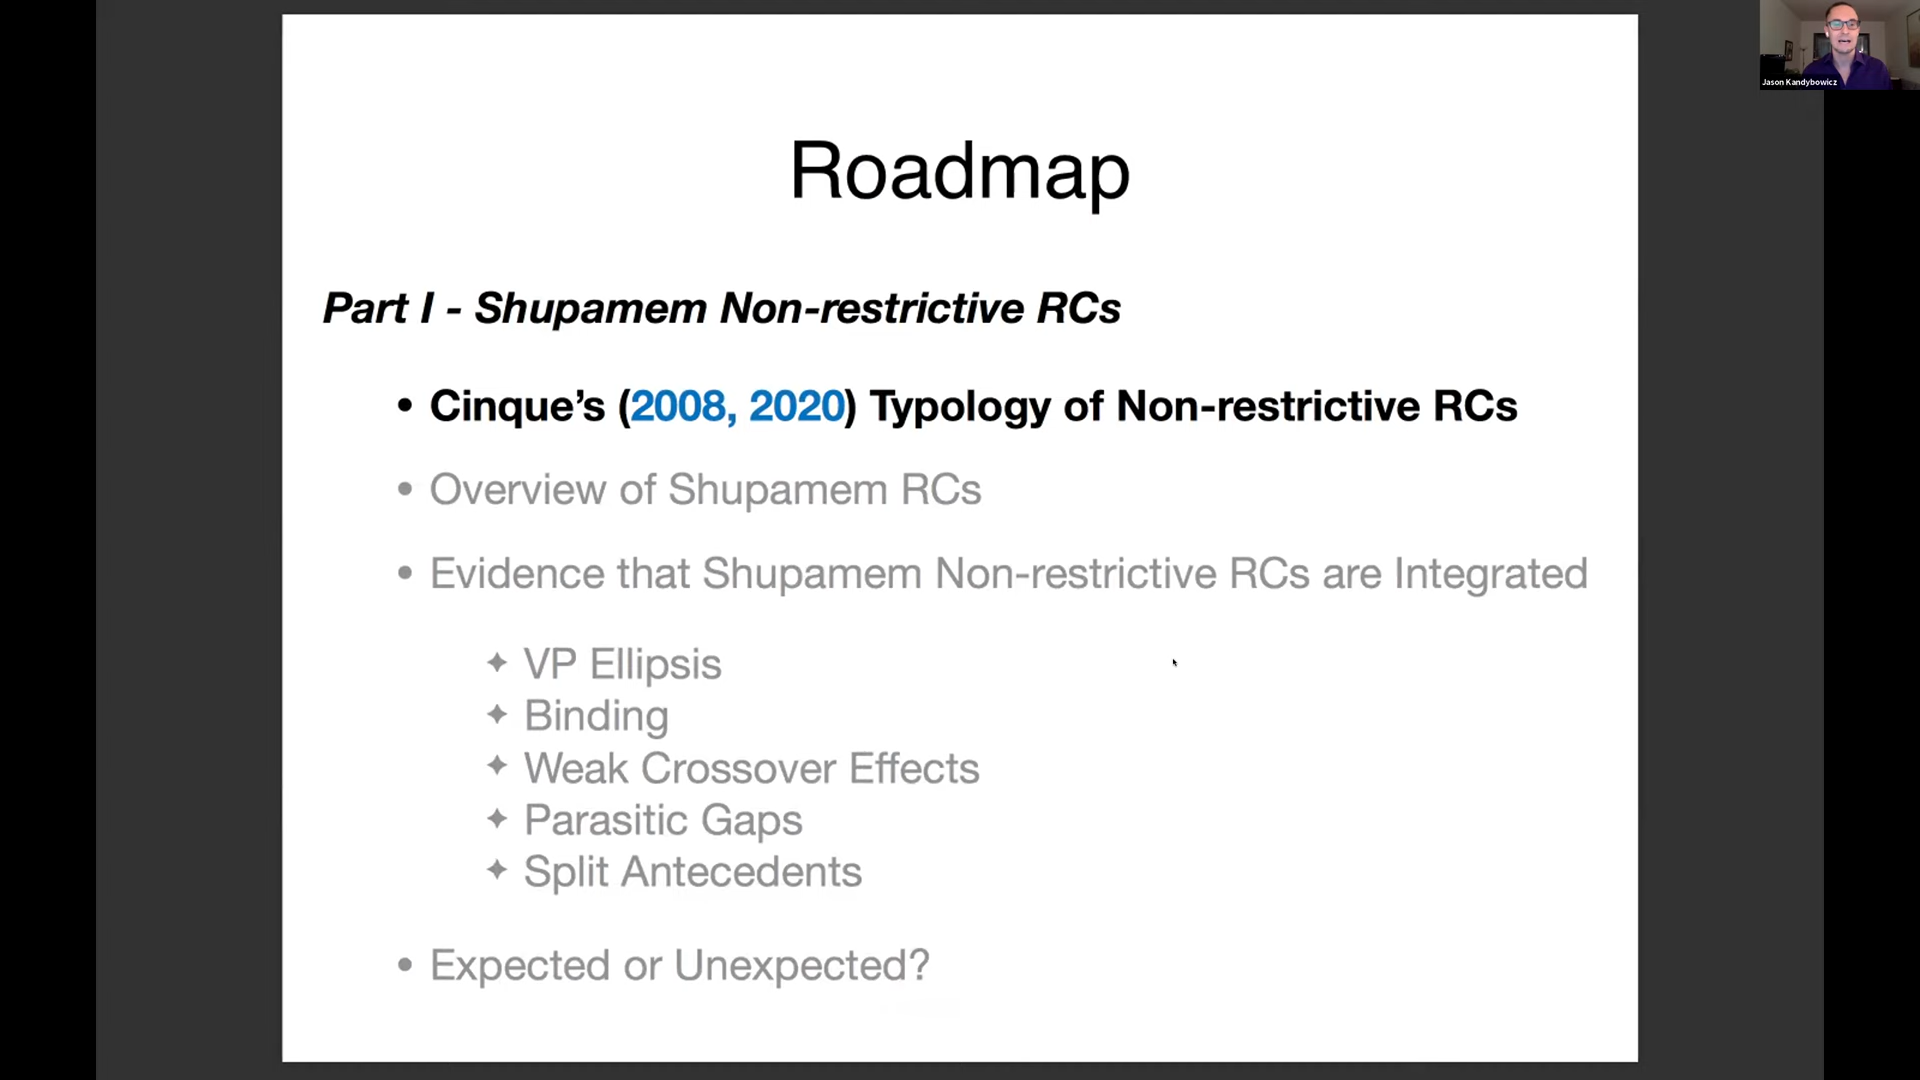 Jason Kandybowicz
Roadmap
Part I - Shupamem Non-restrictive RCs
• Cinque’s (2008, 2020) Typology of Non-restrictive RCs
• Overview of Shupamem RCs
• Evidence that Shupamem Non-restrictive RCs are Integrated
✦ VP Ellipsis
✦ Binding
✦ Weak Crossover Effects
✦ Parasitic Gaps
✦ Split Antecedents
• Expected or Unexpected?